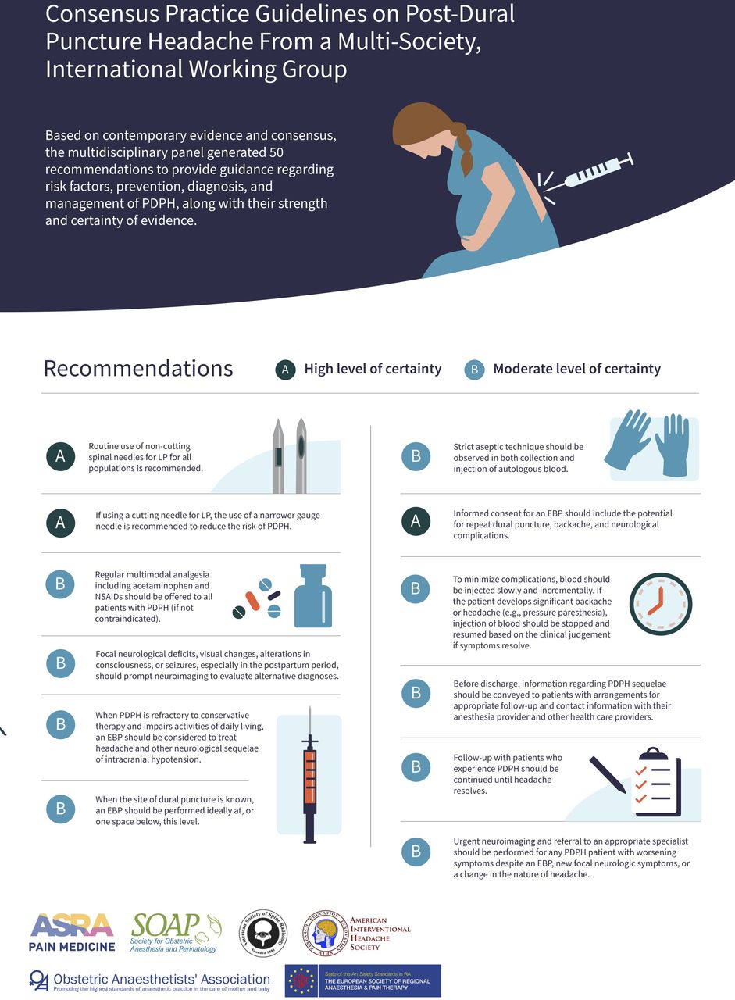 Consensus Practice Guidelines on Post-Dural
Puncture Headache From a Multi-Society,
International Working Group
Based on contemporary evidence and consensus,
the multidisciplinary panel generated 50
recommendations to provide guidance regarding
risk factors, prevention, diagnosis, and
management of PDPH, along with their strength
and certainty of evidence.
Recommendations
A High level of certainty
B Moderate level of certainty
A
Routine use of non-cutting
spinal needles for LP for all
populations is recommended.
A
If using a cutting needle for LP, the use of a narrower gauge
needle is recommended to reduce the risk of PDPH.
B
Regular multimodal analgesia
including acetaminophen and
NSAIDs should be offered to all
patients with PDPH (if not
contraindicated).
B
Focal neurological deficits, visual changes, alterations in
consciousness, or seizures, especially in the postpartum period,
should prompt neuroimaging to evaluate alternative diagnoses.
B
When PDPH is refractory to conservative
therapy and impairs activities of daily living,
an EBP should be considered to treat
headache and other neurological sequelae
of intracranial hypotension.
B
When the site of dural puncture is known,
an EBP should be performed ideally at, or
one space below, this level.
B
Strict aseptic technique should be
observed in both collection and
injection of autologous blood.
A
Informed consent for an EBP should include the potential
for repeat dural puncture, backache, and neurological
complications.
B
To minimize complications, blood should
be injected slowly and incrementally. If
the patient develops significant backache
or headache (e.g., pressure paresthesia),
injection of blood should be stopped and
resumed based on the clinical judgement
if symptoms resolve.
B
Before discharge, information regarding PDPH sequelae
should be conveyed to patients with arrangements for
appropriate follow-up and contact information with their
anesthesia provider and other health care providers.
B
Follow-up with patients who
experience PDPH should be
continued until headache
resolves.
B
Urgent neuroimaging and referral to an appropriate specialist
should be performed for any PDPH patient with worsening
symptoms despite an EBP, new focal neurologic symptoms, or
a change in the nature of headache.
ASRA
PAIN MEDICINE
SOAP
Society for Obstetric
Anesthesia and Perinatology
American Society of Spine Radiology
Founded 1992
RESEARCH EDUCATION INNOVATION
AIHS
AMERICAN
INTERVENTIONAL
HEADACHE
SOCIETY
OAA Obstetric Anaesthetists' Association
Promoting the highest standards of anaesthetic practice in the care of mother and baby
State of the Art Safety Standards in RA
THE EUROPEAN SOCIETY OF REGIONAL
ANAESTHESIA & PAIN THERAPY